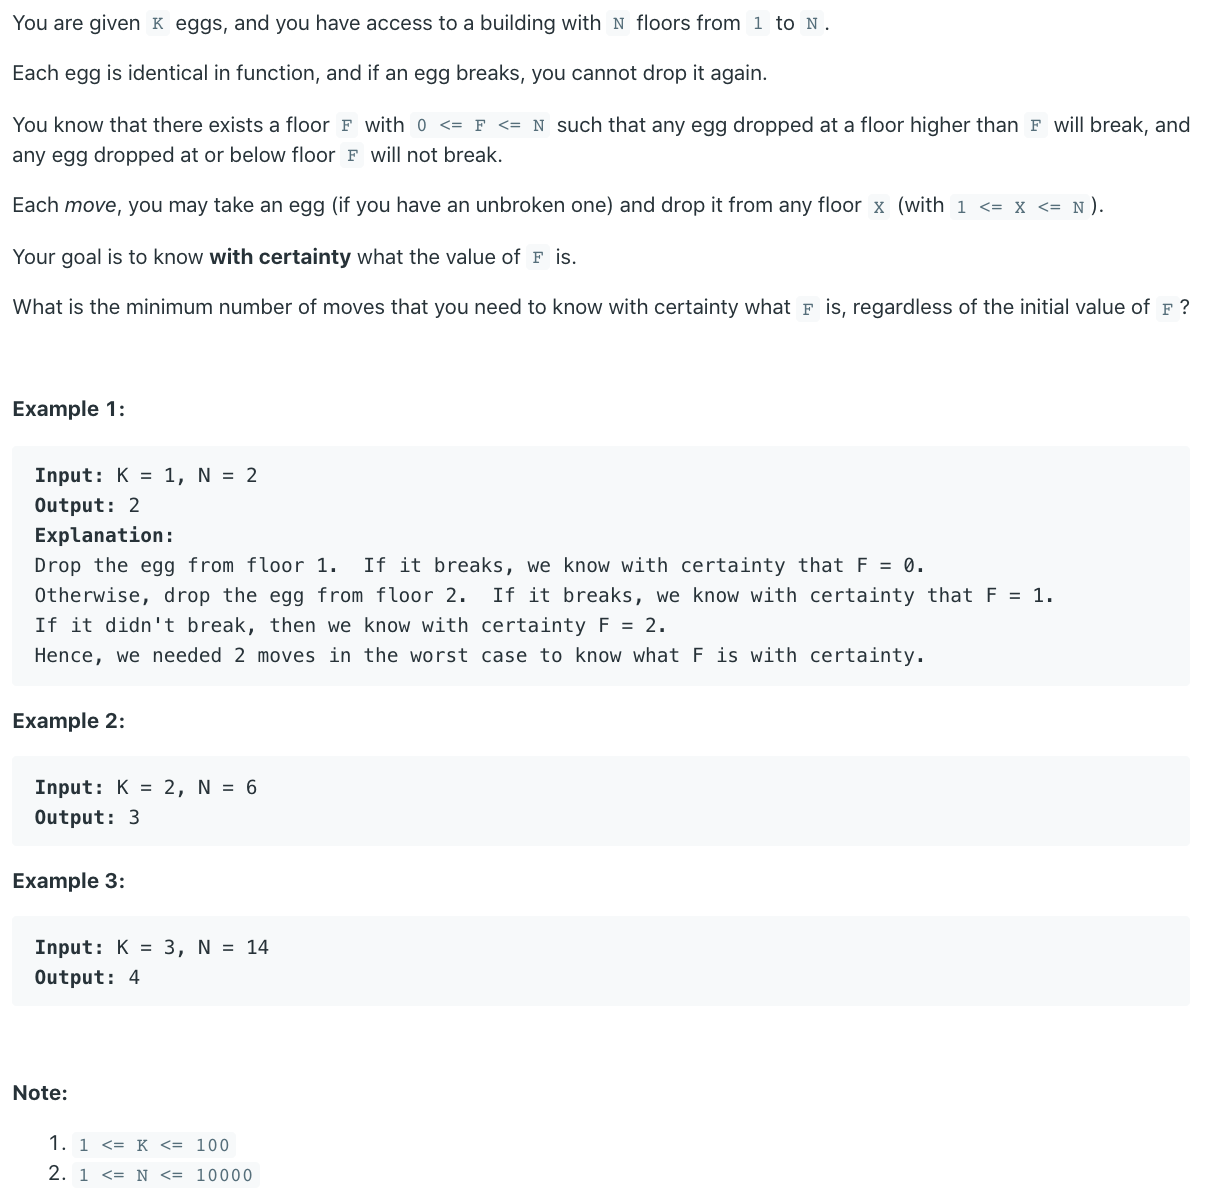 You are given K eggs, and you have access to a building with N floors from 1 to N.
Each egg is identical in function, and if an egg breaks, you cannot drop it again.
You know that there exists a floor F with 0 <= F <= N such that any egg dropped at a floor higher than F will break, and
any egg dropped at or below floor F will not break.
Each move, you may take an egg (if you have an unbroken one) and drop it from any floor X (with 1 <= X <= N).
Your goal is to know with certainty what the value of F is.
What is the minimum number of moves that you need to know with certainty what F is, regardless of the initial value of F?
Example 1:
Input: K = 1, N = 2
Output: 2
Explanation:
Drop the egg from floor 1.  If it breaks, we know with certainty that F = 0.
Otherwise, drop the egg from floor 2.  If it breaks, we know with certainty that F = 1.
If it didn't break, then we know with certainty F = 2.
Hence, we needed 2 moves in the worst case to know what F is with certainty.
Example 2:
Input: K = 2, N = 6
Output: 3
Example 3:
Input: K = 3, N = 14
Output: 4
Note:
1. 1 <= K <= 100
2. 1 <= N <= 10000